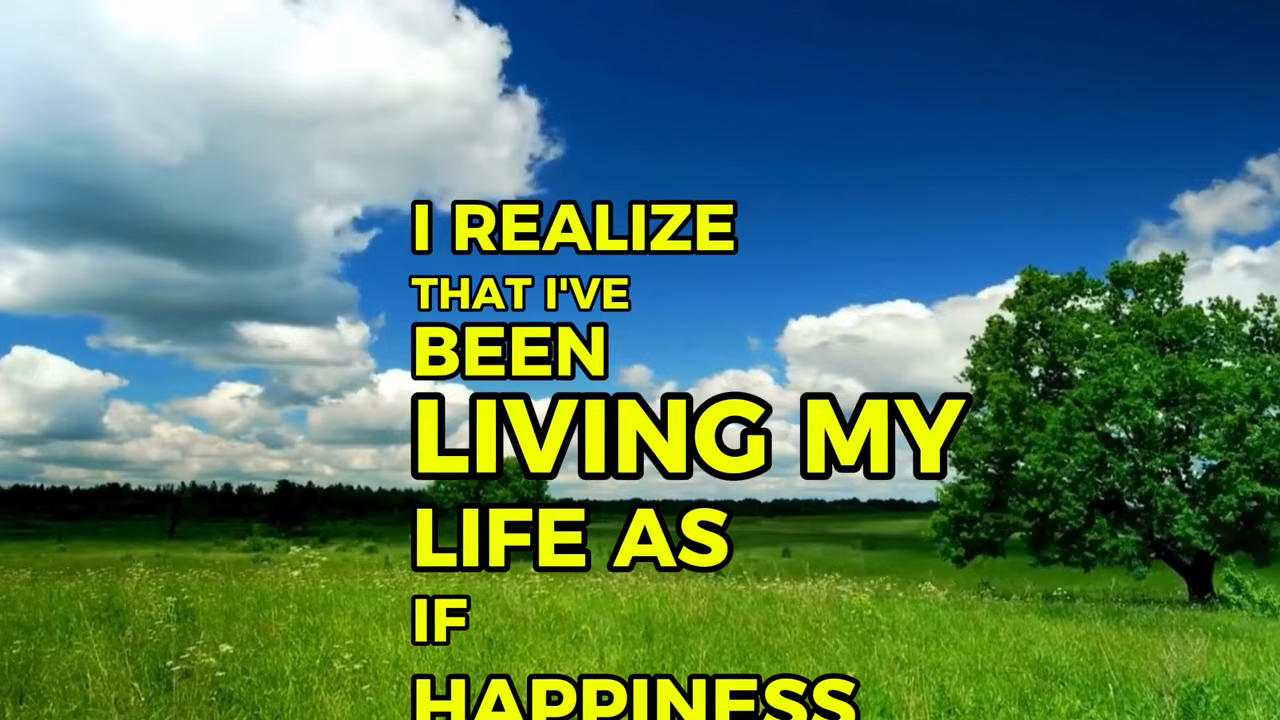 I REALIZE
THAT I'VE
BEEN
LIVING MY
LIFE AS
IF
HAPPINESS